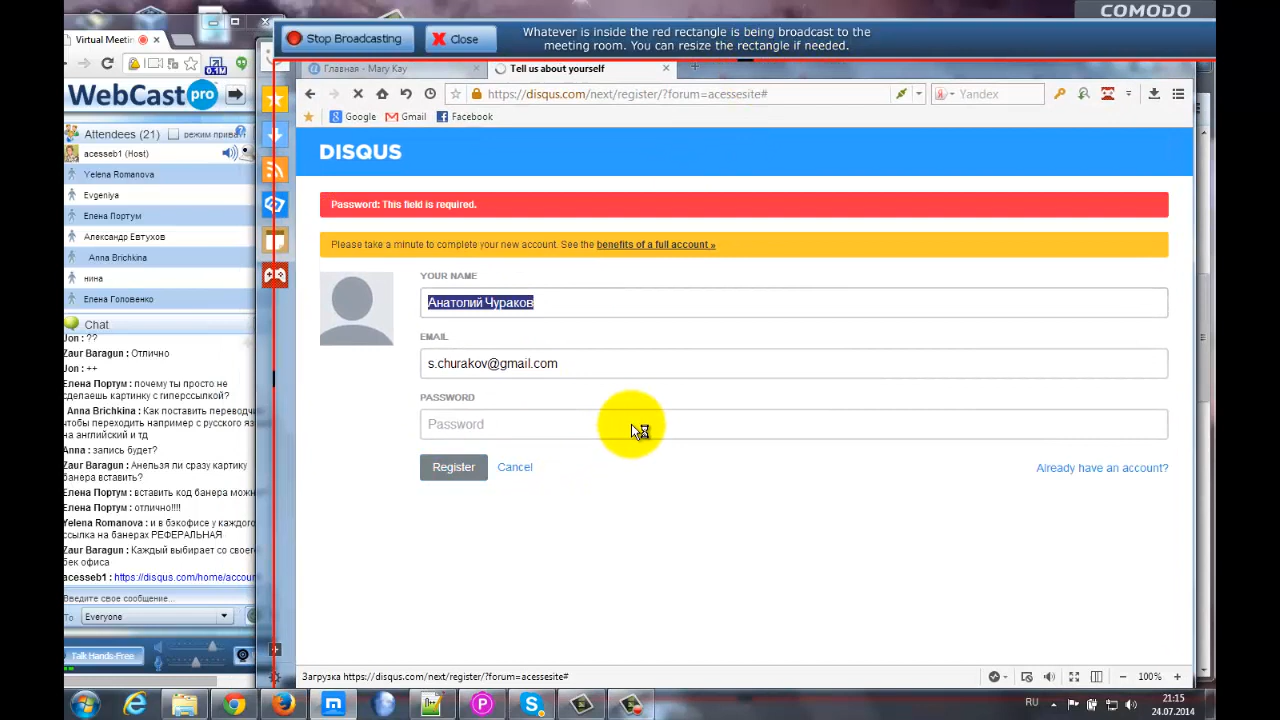 COMODO
Stop Broadcasting
Close
Whatever is inside the red rectangle is being broadcast to the
meeting room. You can resize the rectangle if needed.
Virtual Meeti
0.1M
WebCast pro
Attendees (21)
режим приват
acesseb1 (Host)
Yelena Romanova
Evgeniya
Елена Портум
Александр Евтухов
Anna Brichkina
нина
Елена Головенко
Chat
Jon : ??
Zaur Baragun : Отлично
Jon : ++
Елена Портум : почему ты просто не
сделаешь картинку с гиперссылкой?
Anna Brichkina : Как поставить переводч
чтобы переходить например с русского яз
на английский и тд
Anna : запись будет?
Zaur Baragun : Анельзя ли сразу картику
банера вставить?
Елена Портум : вставить код банера можн
Елена Портум : отлично!!!!
Yelena Romanova : и в бэкофисе у каждого
ссылка на банерах РЕФЕРАЛЬНАЯ
Zaur Baragun : Каждый выбирает со своег
бек офиса
acesseb1 : https://disqus.com/home/accour
Введите свое сообщение...
To
Everyone
Talk Hands-Free
Главная - Mary Kay
Tell us about yourself
https://disqus.com/next/register/?forum=acessesite#
Yandex
Google
Gmail
Facebook
DISQUS
Password: This field is required.
Please take a minute to complete your new account. See the benefits of a full account »
YOUR NAME
Анатолий Чураков
EMAIL
s.churakov@gmail.com
PASSWORD
Password
Register
Cancel
Already have an account?
Загрузка https://disqus.com/next/register/?forum=acessesite#
100%
RU
21:15
24.07.2014